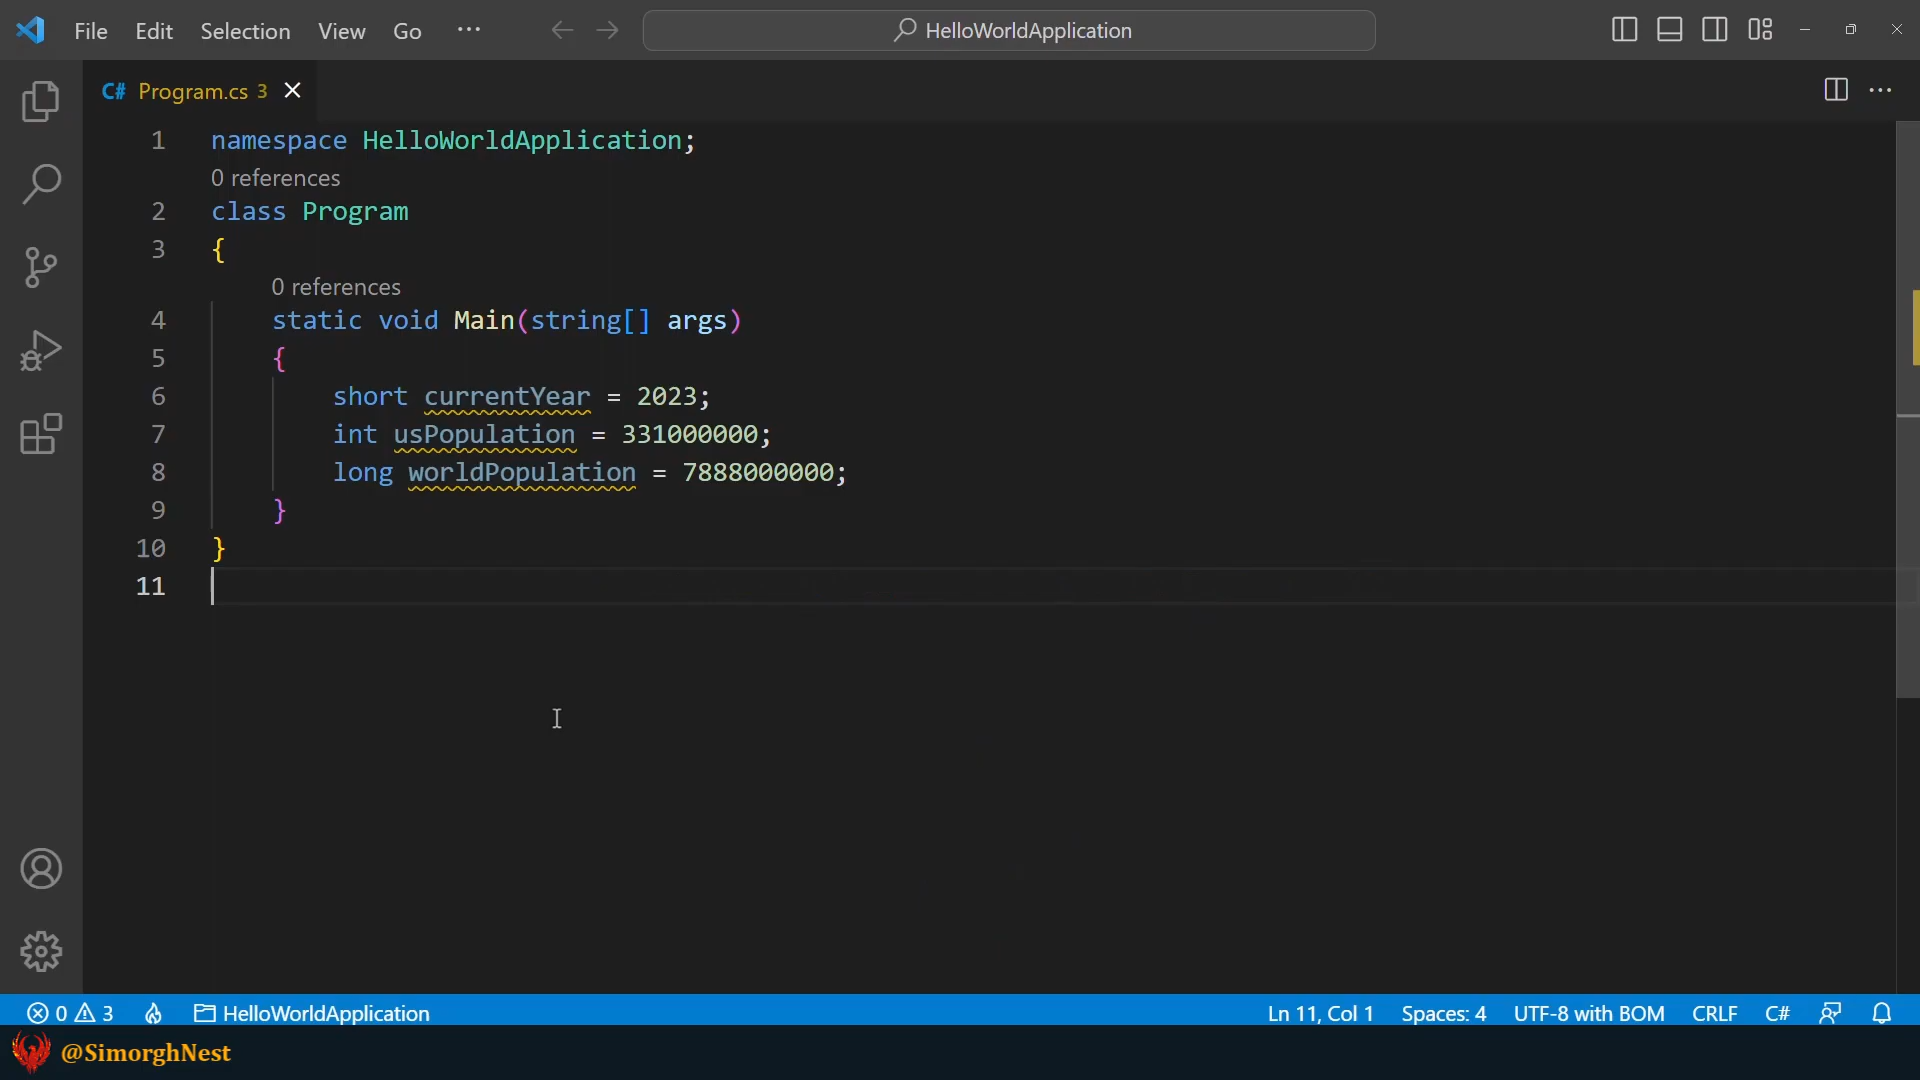 File Edit Selection View Go ··· HelloWorldApplication
C# Program.cs 3
1 namespace HelloWorldApplication;
0 references
2 class Program
3 {
0 references
4 static void Main(string[] args)
5 {
6 short currentYear = 2023;
7 int usPopulation = 331000000;
8 long worldPopulation = 7888000000;
9 }
10 }
11
0 3 HelloWorldApplication Ln 11, Col 1 Spaces: 4 UTF-8 with BOM CRLF C#
@SimorghNest